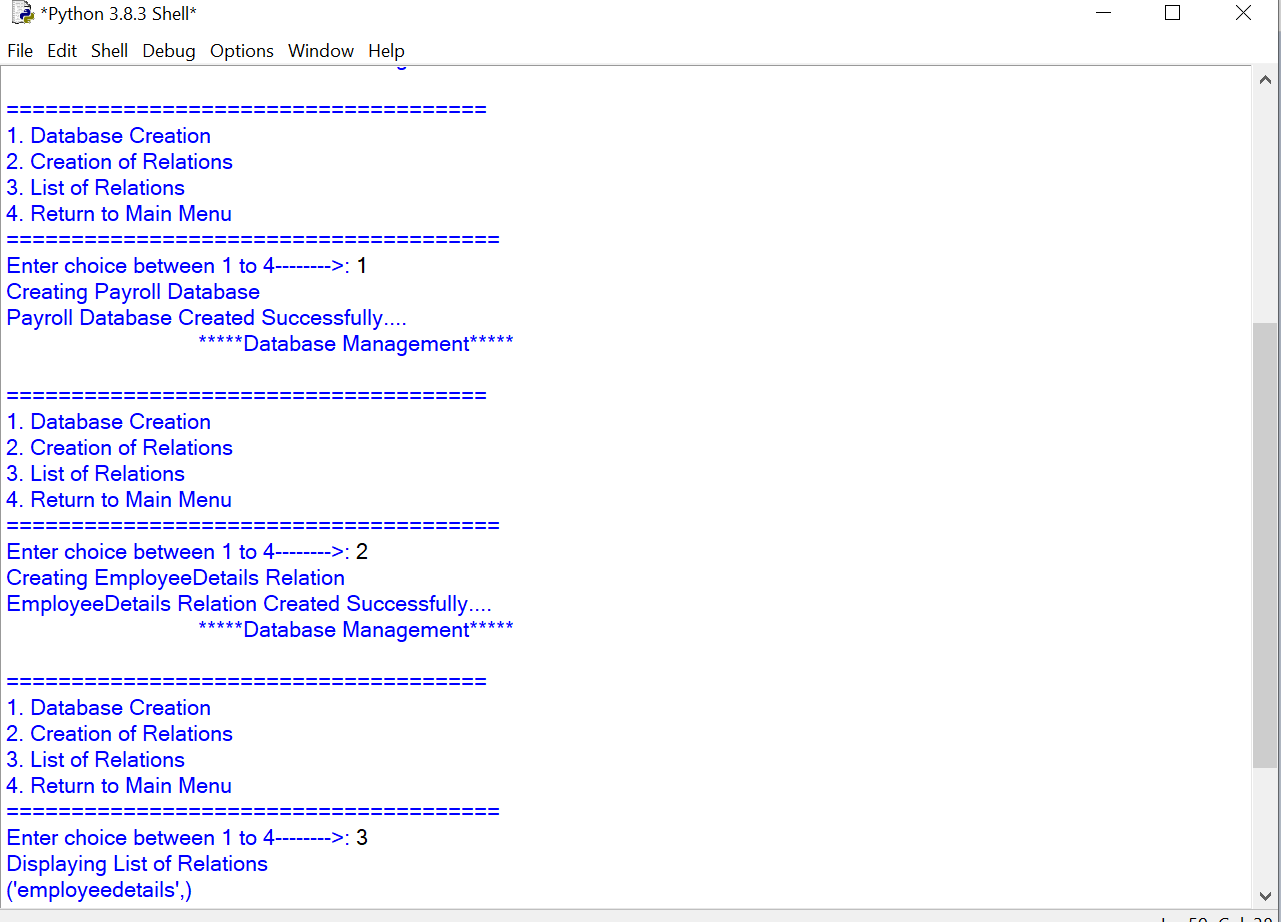 *Python 3.8.3 Shell*
File Edit Shell Debug Options Window Help
=====================================
1. Database Creation
2. Creation of Relations
3. List of Relations
4. Return to Main Menu
======================================
Enter choice between 1 to 4-------->: 1
Creating Payroll Database
Payroll Database Created Successfully....
*****Database Management*****
=====================================
1. Database Creation
2. Creation of Relations
3. List of Relations
4. Return to Main Menu
======================================
Enter choice between 1 to 4-------->: 2
Creating EmployeeDetails Relation
EmployeeDetails Relation Created Successfully....
*****Database Management*****
=====================================
1. Database Creation
2. Creation of Relations
3. List of Relations
4. Return to Main Menu
======================================
Enter choice between 1 to 4-------->: 3
Displaying List of Relations
('employeedetails',)